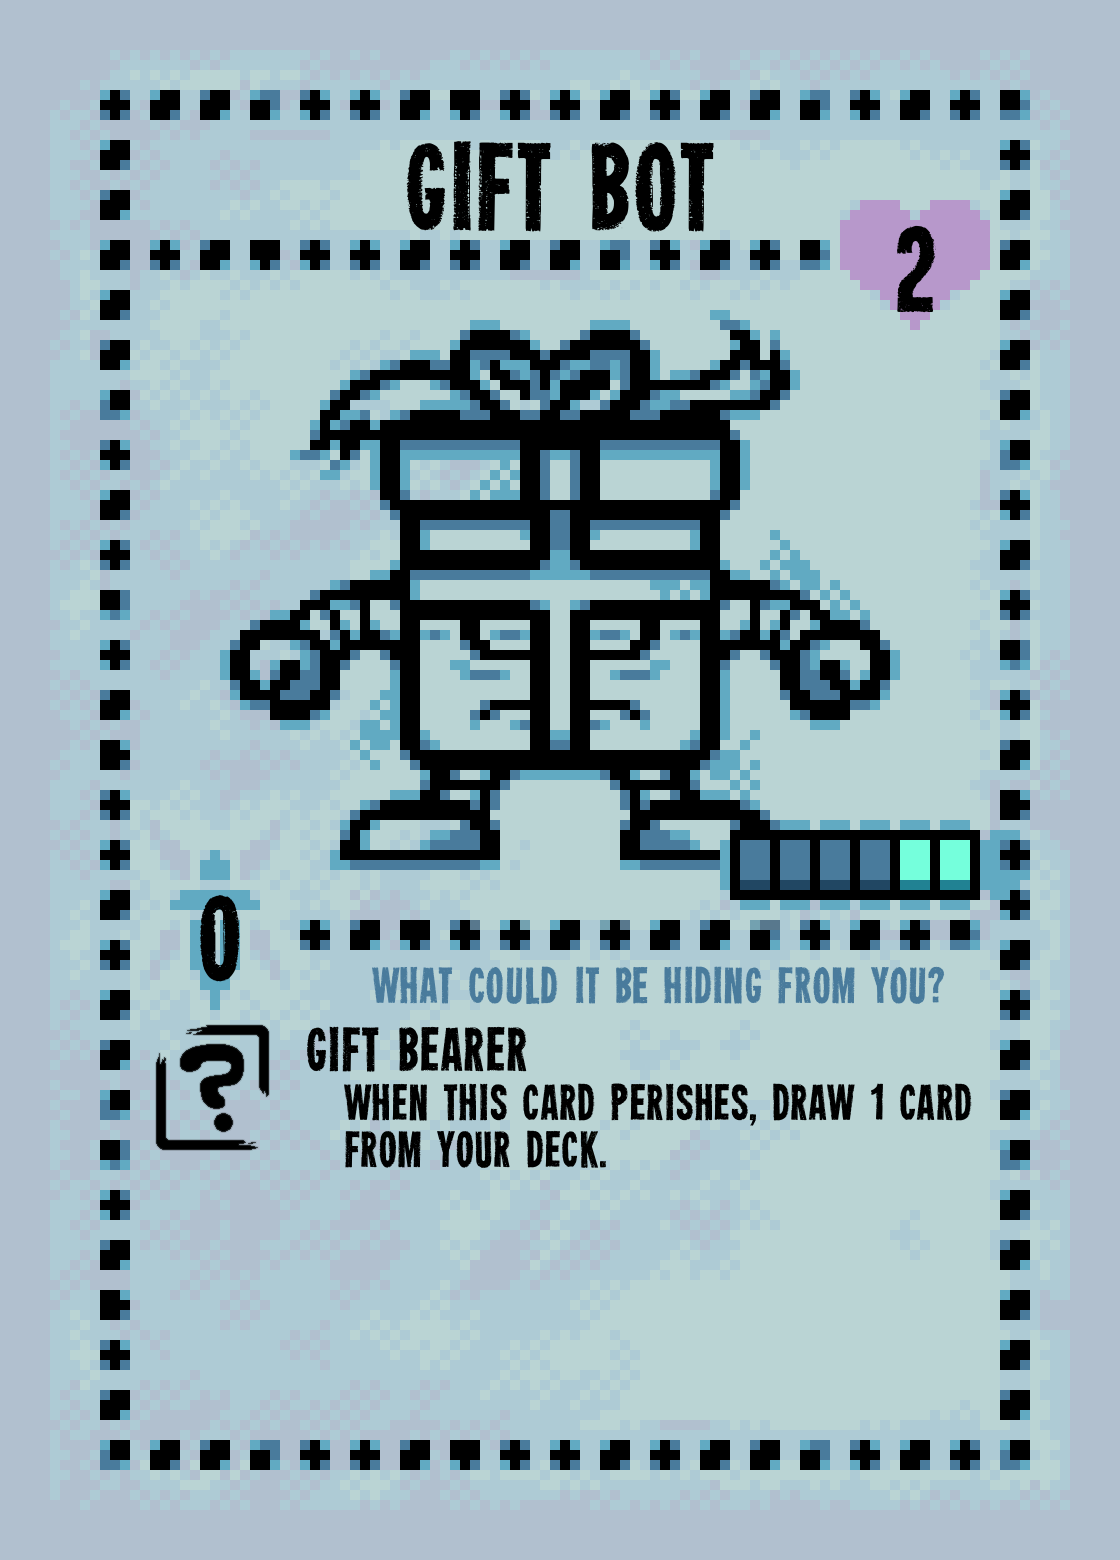 GIFT BOT
2
0
WHAT COULD IT BE HIDING FROM YOU?
?
GIFT BEARER
WHEN THIS CARD PERISHES, DRAW 1 CARD
FROM YOUR DECK.